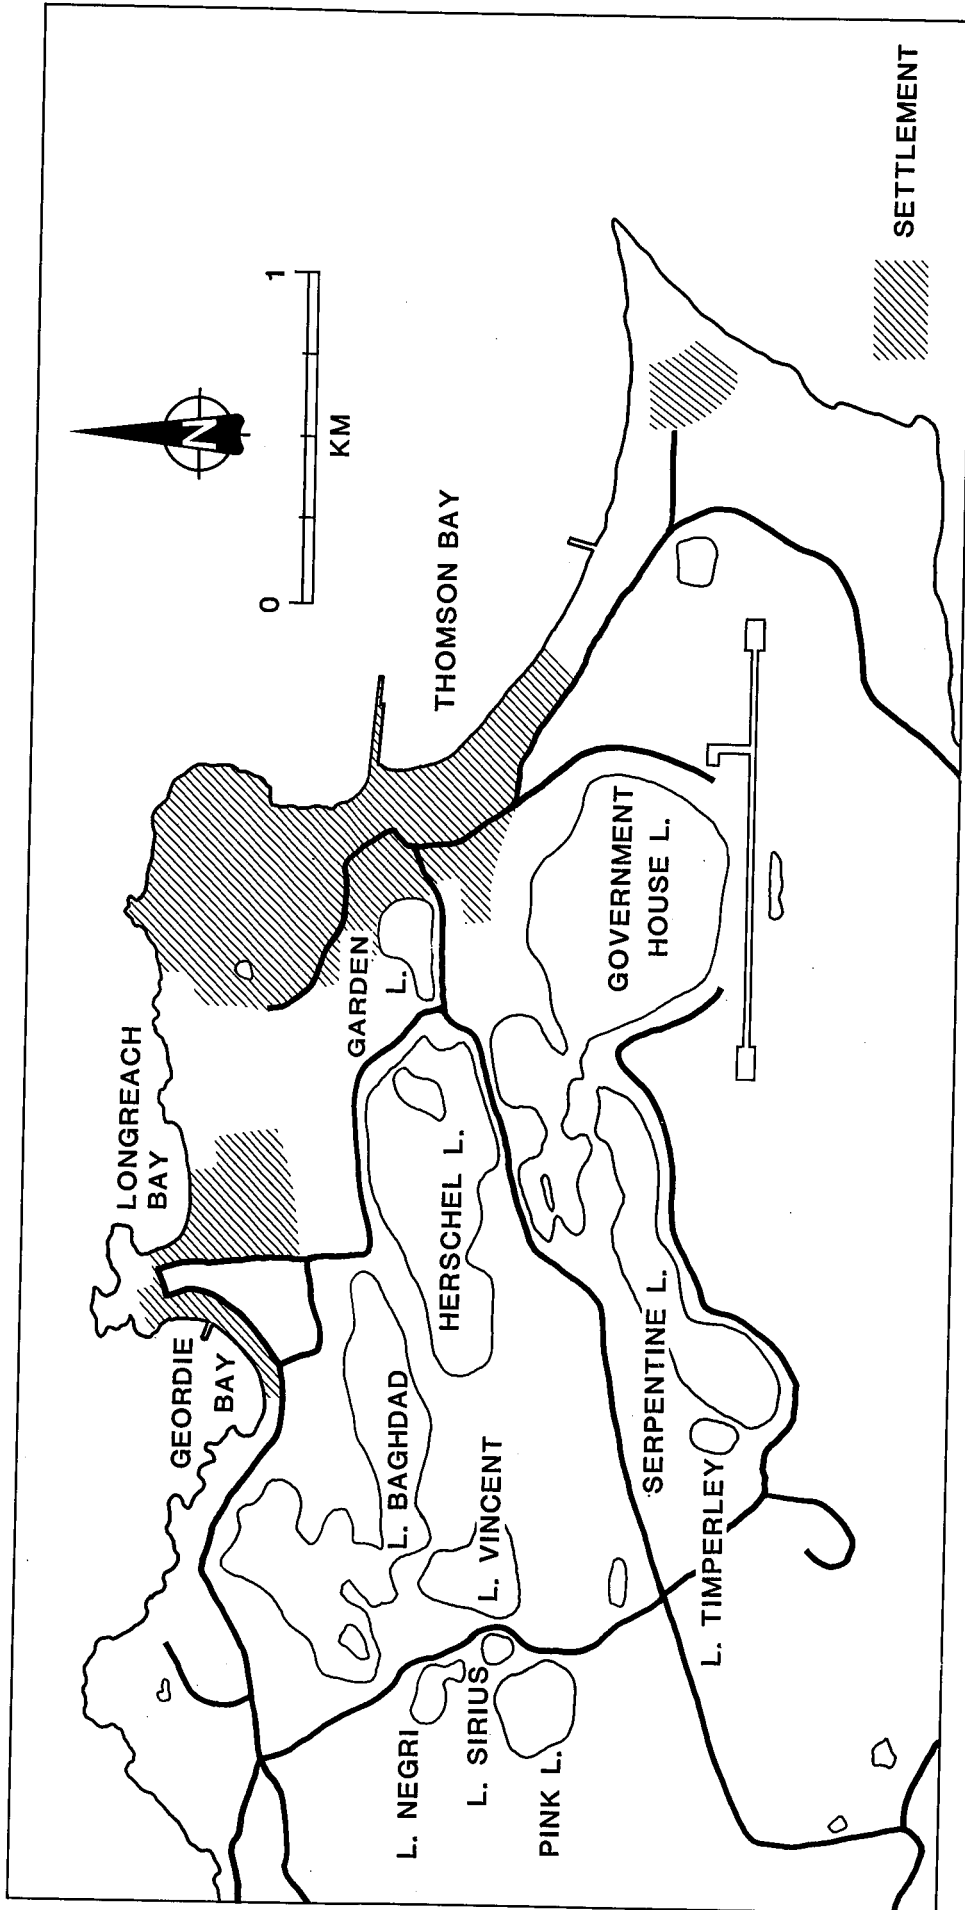 LONGREACH
BAY
GEORDIE
BAY
THOMSON BAY
N
0
1
KM
GARDEN
L.
HERSCHEL L.
L. BAGHDAD
L. VINCENT
L. NEGRI
L. SIRIUS
PINK L.
GOVERNMENT
HOUSE L.
SERPENTINE L.
L. TIMPERLEY
SETTLEMENT